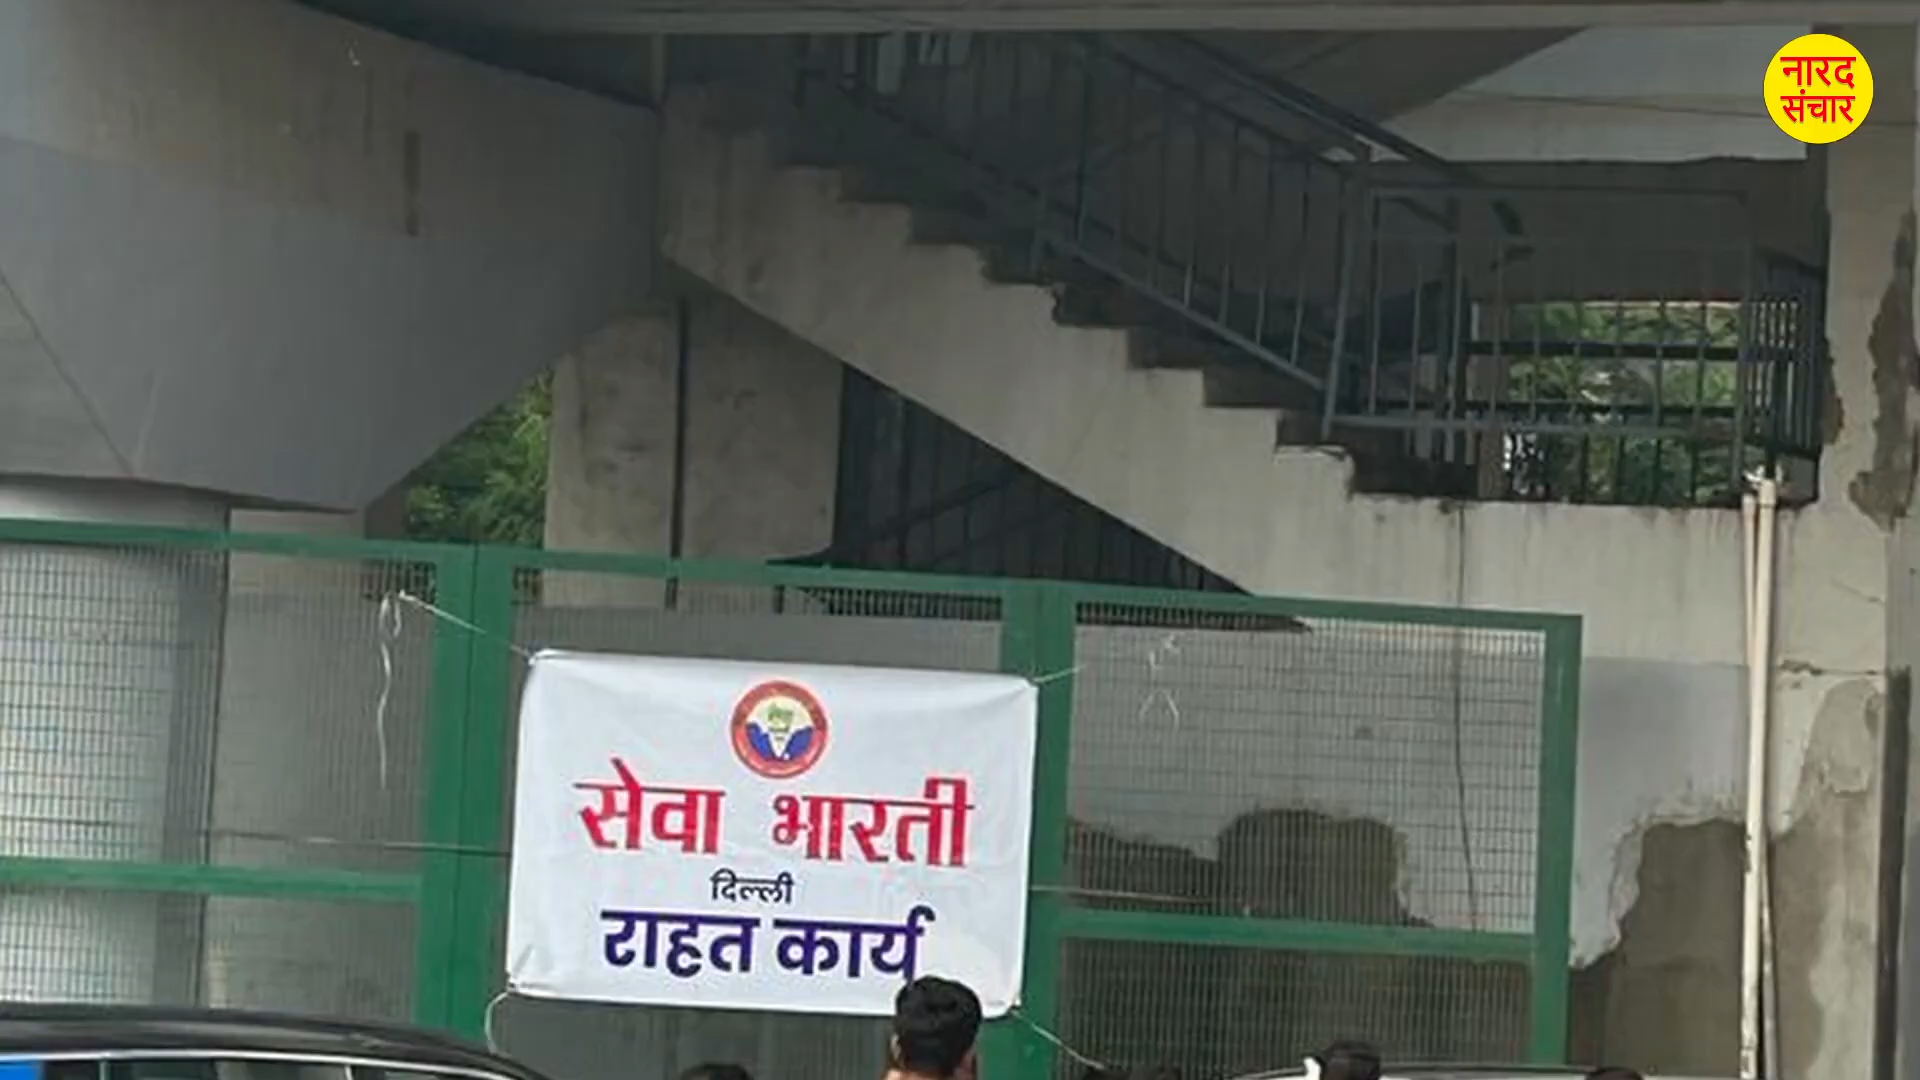 नारद
संचार
सेवा भारती
दिल्ली
राहत कार्य